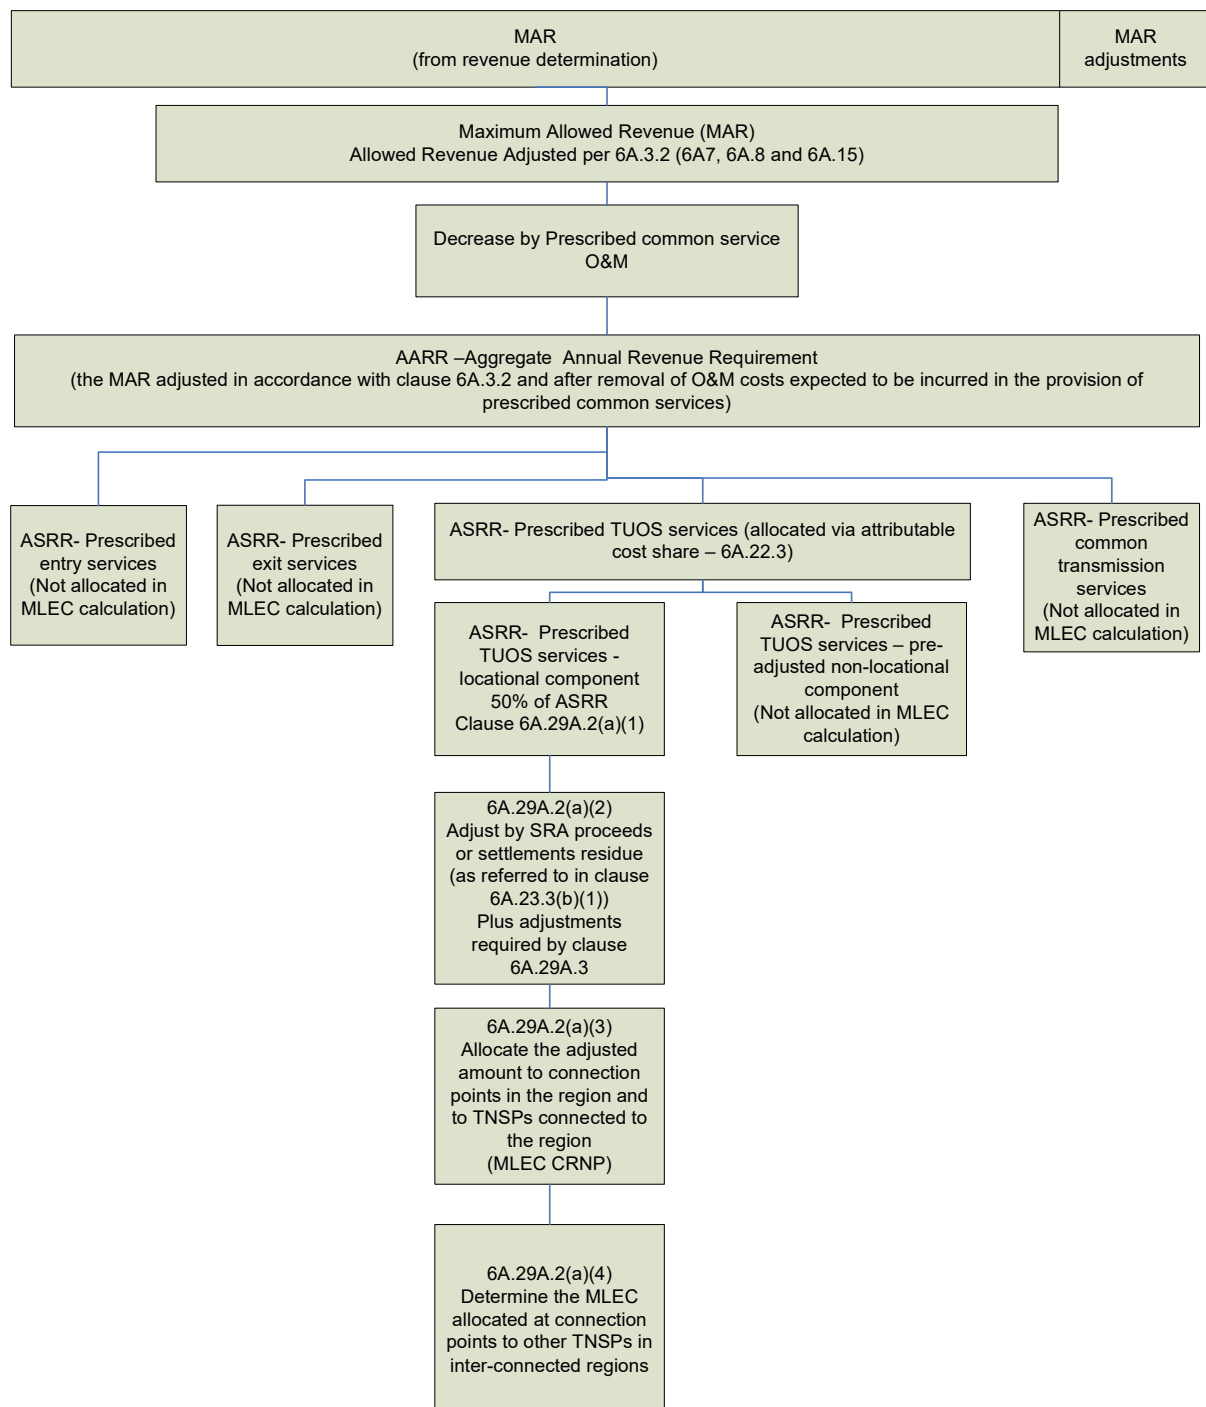 MAR
(from revenue determination)
MAR
adjustments
Maximum Allowed Revenue (MAR)
Allowed Revenue Adjusted per 6A.3.2 (6A7, 6A.8 and 6A.15)
Decrease by Prescribed common service
O&M
AARR –Aggregate Annual Revenue Requirement
(the MAR adjusted in accordance with clause 6A.3.2 and after removal of O&M costs expected to be incurred in the provision of
prescribed common services)
ASRR- Prescribed
entry services
(Not allocated in
MLEC calculation)
ASRR- Prescribed
exit services
(Not allocated in
MLEC calculation)
ASRR- Prescribed TUOS services (allocated via attributable
cost share – 6A.22.3)
ASRR- Prescribed
common
transmission
services
(Not allocated in
MLEC calculation)
ASRR- Prescribed
TUOS services -
locational component
50% of ASRR
Clause 6A.29A.2(a)(1)
ASRR- Prescribed
TUOS services – pre-
adjusted non-locational
component
(Not allocated in MLEC
calculation)
6A.29A.2(a)(2)
Adjust by SRA proceeds
or settlements residue
(as referred to in clause
6A.23.3(b)(1))
Plus adjustments
required by clause
6A.29A.3
6A.29A.2(a)(3)
Allocate the adjusted
amount to connection
points in the region and
to TNSPs connected to
the region
(MLEC CRNP)
6A.29A.2(a)(4)
Determine the MLEC
allocated at connection
points to other TNSPs in
inter-connected regions